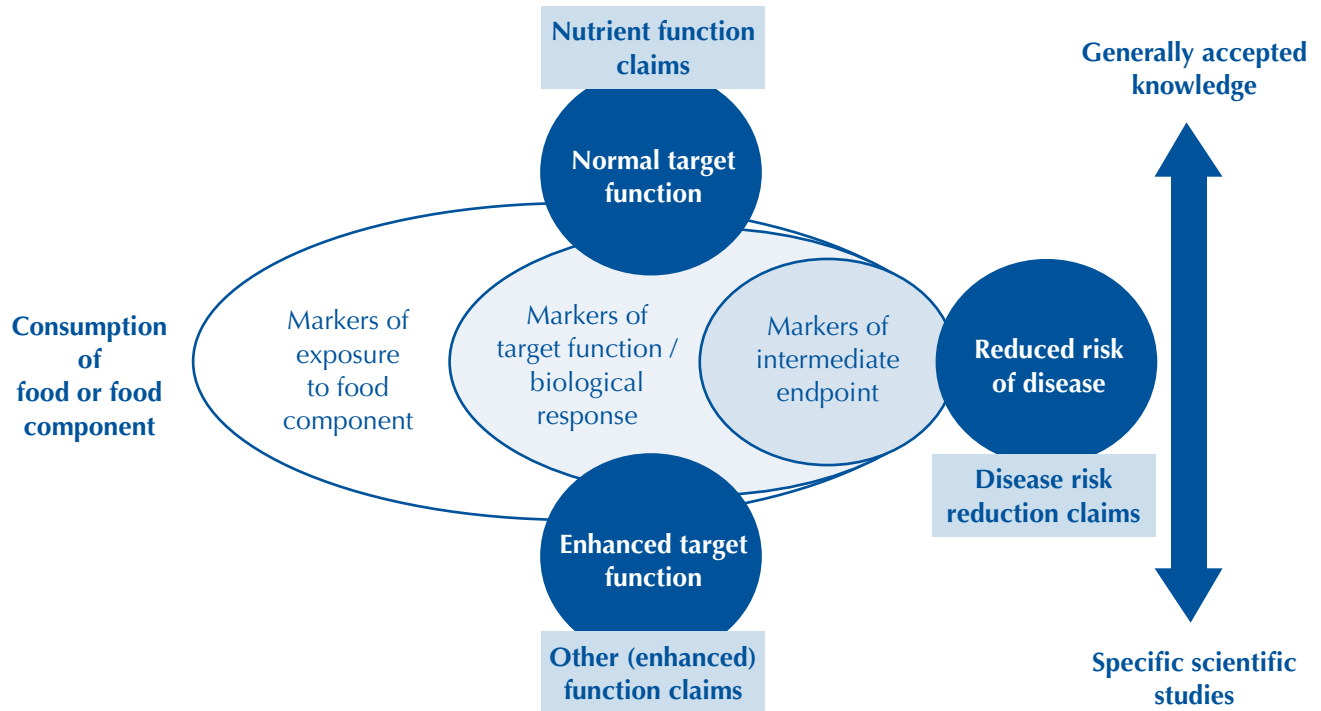 Nutrient function
claims
Generally accepted
knowledge
Normal target
function
Consumption
of
food or food
component
Markers of
exposure
to food
component
Markers of
target function /
biological
response
Markers of
intermediate
endpoint
Reduced risk
of disease
Disease risk
reduction claims
Enhanced target
function
Other (enhanced)
function claims
Specific scientific
studies